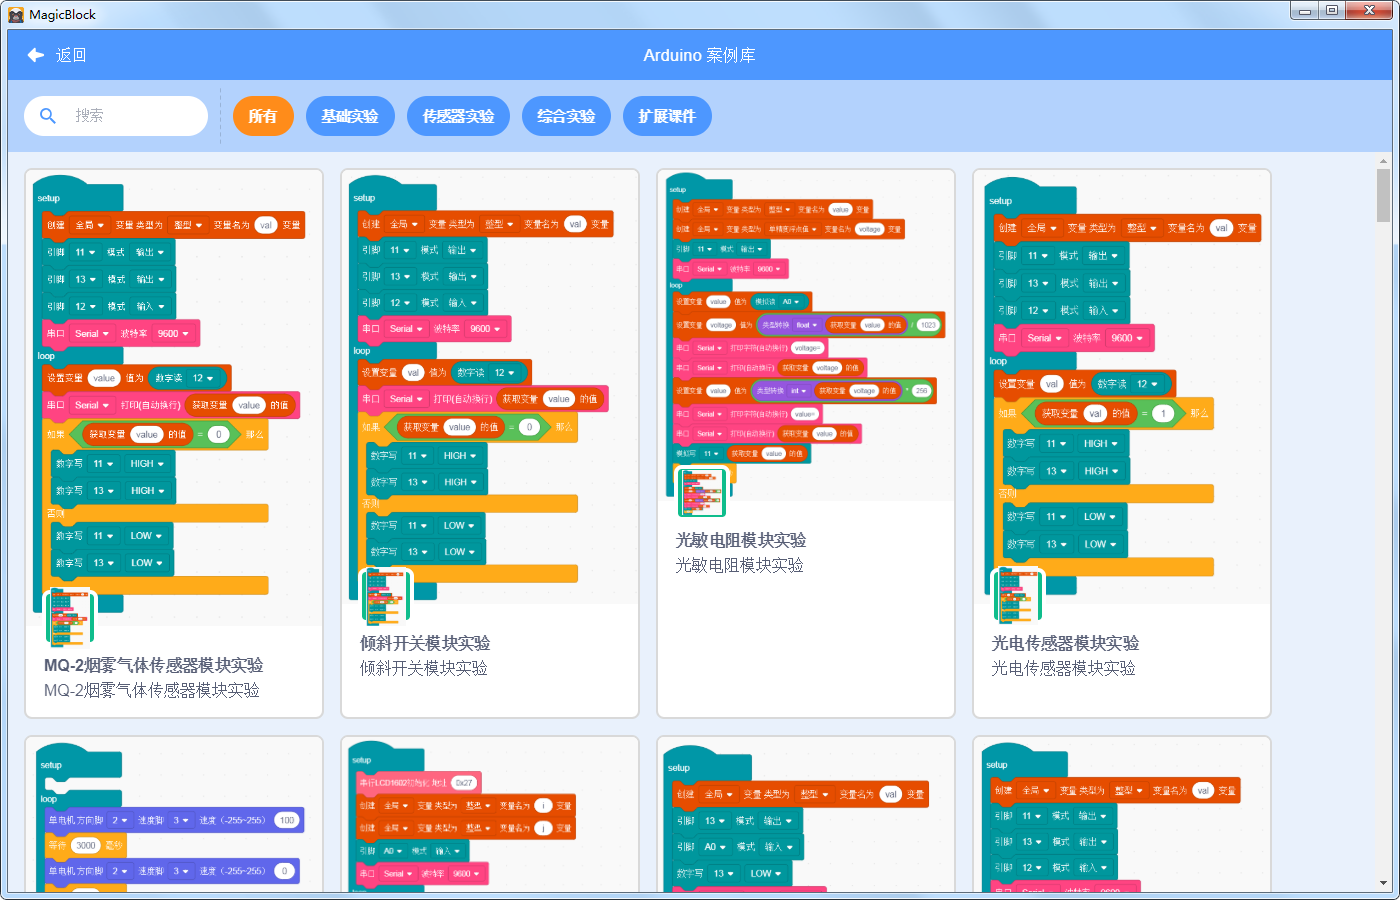 MagicBlock
返回
Arduino 案例库
搜索
所有
基础实验
传感器实验
综合实验
扩展课件
setup
创建 全局 变量 类型为 整型 变量名为 val 变量
引脚 11 模式 输出
引脚 13 模式 输出
引脚 12 模式 输入
串口 Serial 波特率 9600
loop
设置变量 value 值为 数字读 12
串口 Serial 打印(自动换行) 获取变量 value 的值
如果 获取变量 value 的值 = 0 那么
数字写 11 HIGH
数字写 13 HIGH
否则
数字写 11 LOW
数字写 13 LOW
MQ-2烟雾气体传感器模块实验
MQ-2烟雾气体传感器模块实验
setup
创建 全局 变量 类型为 整型 变量名为 val 变量
引脚 11 模式 输出
引脚 13 模式 输出
引脚 12 模式 输入
串口 Serial 波特率 9600
loop
设置变量 val 值为 数字读 12
串口 Serial 打印(自动换行) 获取变量 value 的值
如果 获取变量 value 的值 = 0 那么
数字写 11 HIGH
数字写 13 HIGH
否则
数字写 11 LOW
数字写 13 LOW
倾斜开关模块实验
倾斜开关模块实验
setup
创建 全局 变量 类型为 整型 变量名为 value 变量
创建 全局 变量 类型为 单精度浮点值 变量名为 voltage 变量
引脚 11 模式 输出
串口 Serial 波特率 9600
loop
设置变量 value 值为 模拟读 A0
设置变量 voltage 值为 类型转换 float 获取变量 value 的值 / 1023
串口 Serial 打印字符(自动换行) voltage=
串口 Serial 打印(自动换行) 获取变量 voltage 的值
设置变量 value 值为 类型转换 int 获取变量 voltage 的值 * 256
串口 Serial 打印字符(自动换行) value=
串口 Serial 打印(自动换行) 获取变量 value 的值
模拟写 11 获取变量 value 的值
光敏电阻模块实验
光敏电阻模块实验
setup
创建 全局 变量 类型为 整型 变量名为 val 变量
引脚 11 模式 输出
引脚 13 模式 输出
引脚 12 模式 输入
串口 Serial 波特率 9600
loop
设置变量 val 值为 数字读 12
如果 获取变量 val 的值 = 1 那么
数字写 11 HIGH
数字写 13 HIGH
否则
数字写 11 LOW
数字写 13 LOW
光电传感器模块实验
光电传感器模块实验
setup
loop
单电机 方向脚 2 速度脚 3 速度（-255~255） 100
等待 3000 毫秒
单电机 方向脚 2 速度脚 3 速度（-255~255） 0
setup
串行LCD1602初始化 地址 0x27
创建 全局 变量 类型为 整型 变量名为 i 变量
创建 全局 变量 类型为 整型 变量名为 j 变量
引脚 A0 模式 输入
串口 Serial 波特率 9600
setup
创建 全局 变量 类型为 整型 变量名为 val 变量
引脚 13 模式 输出
引脚 A0 模式 输入
数字写 13 LOW
setup
创建 全局 变量 类型为 整型 变量名为 val 变量
引脚 11 模式 输出
引脚 13 模式 输出
引脚 12 模式 输入